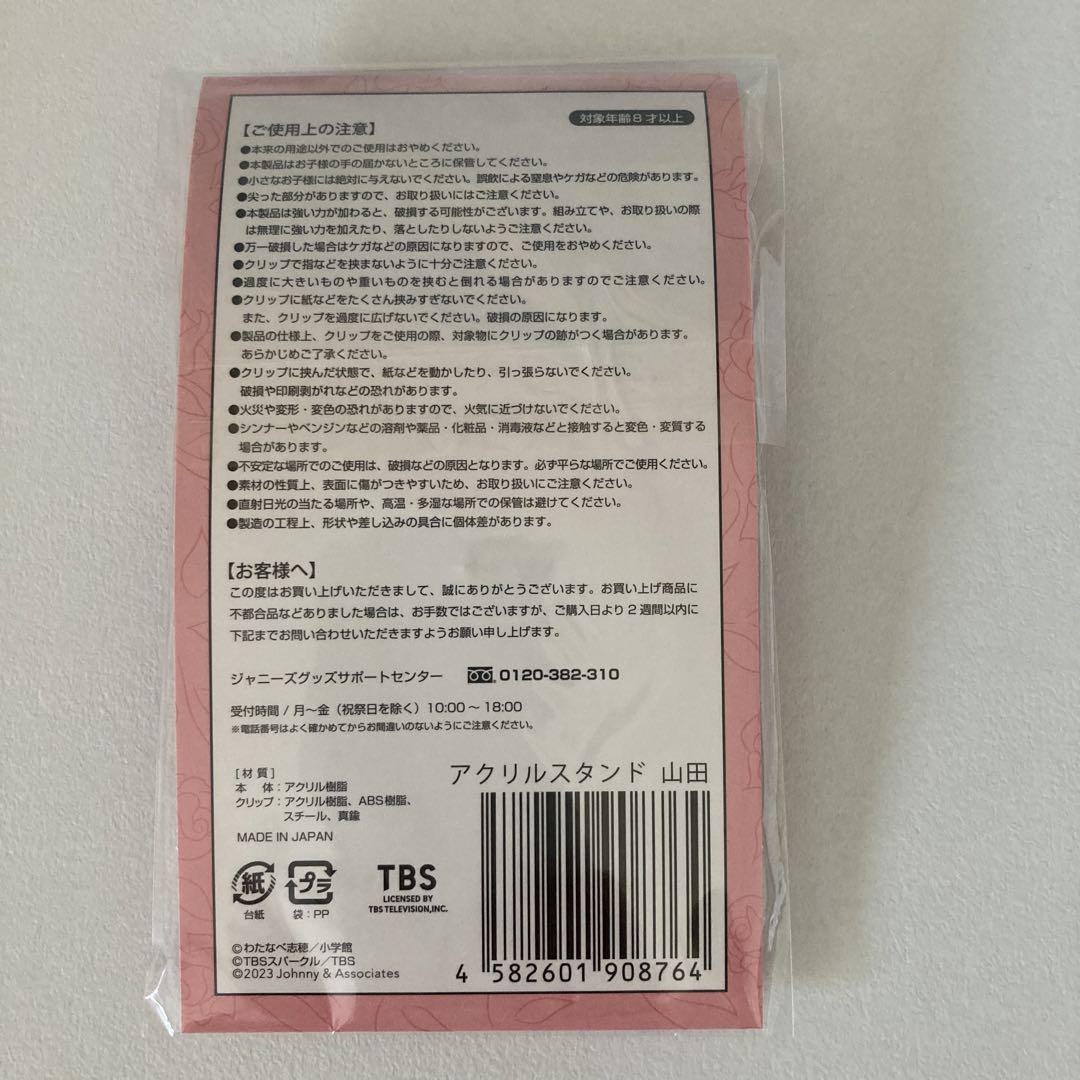 【ご使用上の注意】
対象年齢8才以上
●本来の用途以外でのご使用はおやめください。
●本製品はお子様の手の届かないところに保管してください。
●小さなお子様には絶対に与えないでください。誤飲による窒息やケガなどの危険があります。
●尖った部分がありますので、お取り扱いにはご注意ください。
●本製品は強い力が加わると、破損する可能性がございます。組み立てや、お取り扱いの際
は無理に強い力を加えたり、落としたりしないようご注意ください。
●万一破損した場合はケガなどの原因になりますので、ご使用をおやめください。
●クリップで指などを挟まないように十分ご注意ください。
●過度に大きいものや重いものを挟むと倒れる場合がありますのでご注意ください。
●クリップに紙などをたくさん挟みすぎないでください。
また、クリップを過度に広げないでください。破損の原因になります。
●製品の仕様上、クリップをご使用の際、対象物にクリップの跡がつく場合があります。
あらかじめご了承ください。
●クリップに挟んだ状態で、紙などを動かしたり、引っ張らないでください。
破損や印刷剥がれなどの恐れがあります。
●火災や変形・変色の恐れがありますので、火気に近づけないでください。
●シンナーやベンジンなどの溶剤や薬品・化粧品・消毒液などと接触すると変色・変質する
場合があります。
●不安定な場所でのご使用は、破損などの原因となります。必ず平らな場所でご使用ください。
●素材の性質上、表面に傷がつきやすいため、お取り扱いにご注意ください。
●直射日光の当たる場所や、高温・多湿な場所での保管は避けてください。
●製造の工程上、形状や差し込みの具合に個体差があります。
【お客様へ】
この度はお買い上げいただきまして、誠にありがとうございます。お買い上げ商品に
不都合品などありました場合は、お手数ではございますが、ご購入日より2週間以内に
下記までお問い合わせいただきますようお願い申し上げます。
ジャニーズグッズサポートセンター 0120-382-310
受付時間 / 月～金（祝祭日を除く）10:00～18:00
※電話番号はよく確かめてからお間違いのないようにご注意ください。
[材質]
本 体：アクリル樹脂
クリップ：アクリル樹脂、ABS樹脂、
スチール、真鍮
MADE IN JAPAN
アクリルスタンド 山田
紙
台紙
プラ
袋：PP
TBS
LICENSED BY
TBS TELEVISION,INC.
©わたなべ志穂／小学館
©TBSスパークル／TBS
©2023 Johnny & Associates
4 582601 908764